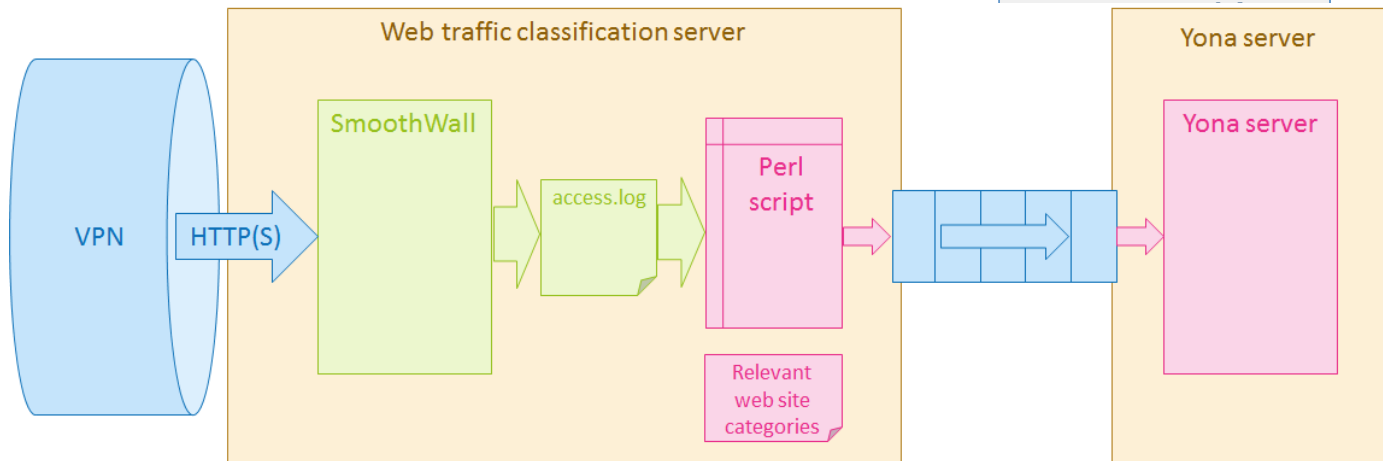 Web traffic classification server
Yona server
SmoothWall
Yona server
Perl
script
access.log
VPN
HTTP(S)
Relevant
web site
categories